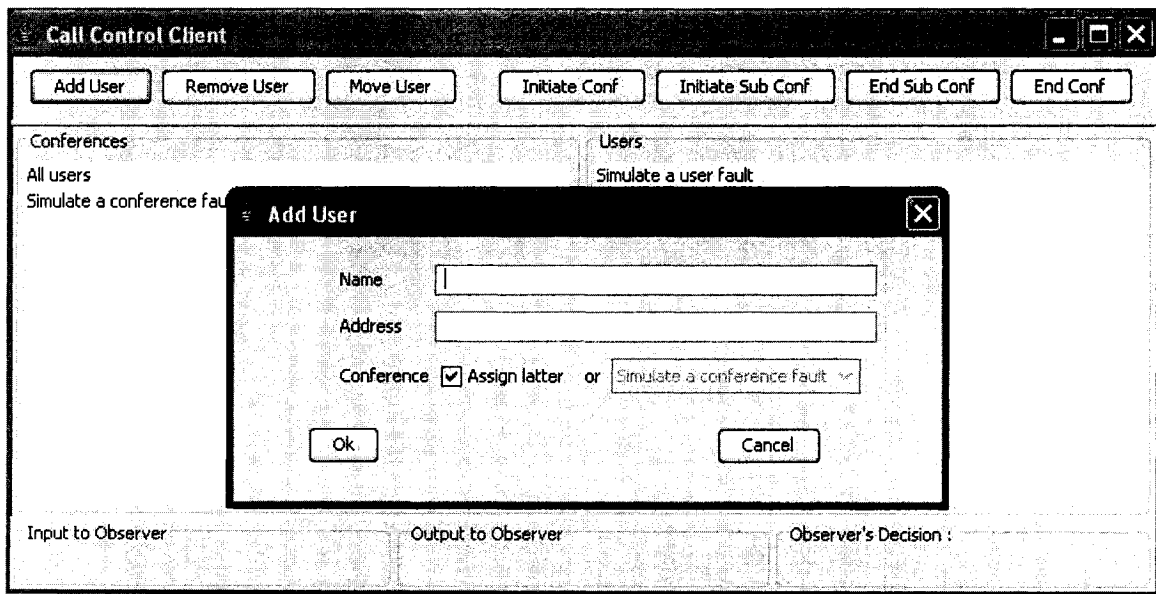 Call Control Client
Add User Remove User Move User Initiate Conf Initiate Sub Conf End Sub Conf End Conf
Conferences
All users
Simulate a conference fau
Users
Simulate a user fault
Add User
Name
Address
Conference Assign latter or Simulate a conference fault
Ok Cancel
Input to Observer Output to Observer Observer's Decision :